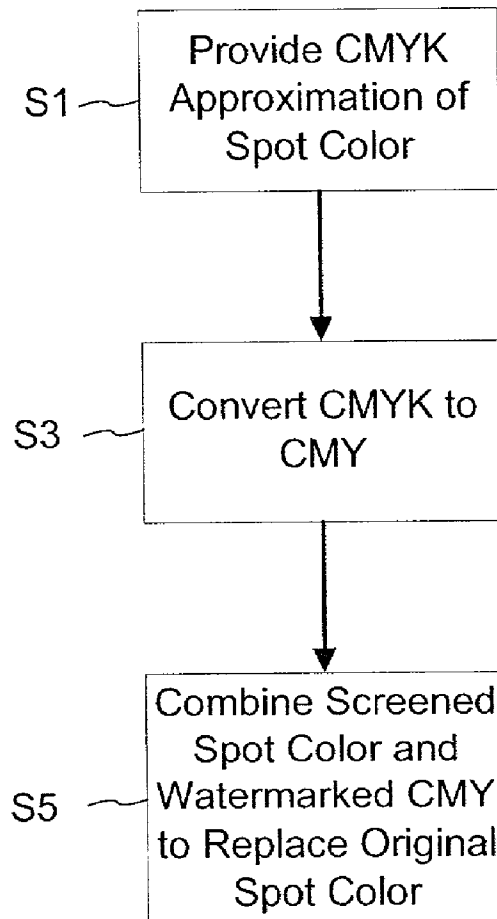 Provide CMYK
S1
Approximation of
Spot Color
Convert CMYK to
S3
CMY
Combine Screened
Spot Color and
S5
Watermarked CMY
to Replace Original
Spot Color